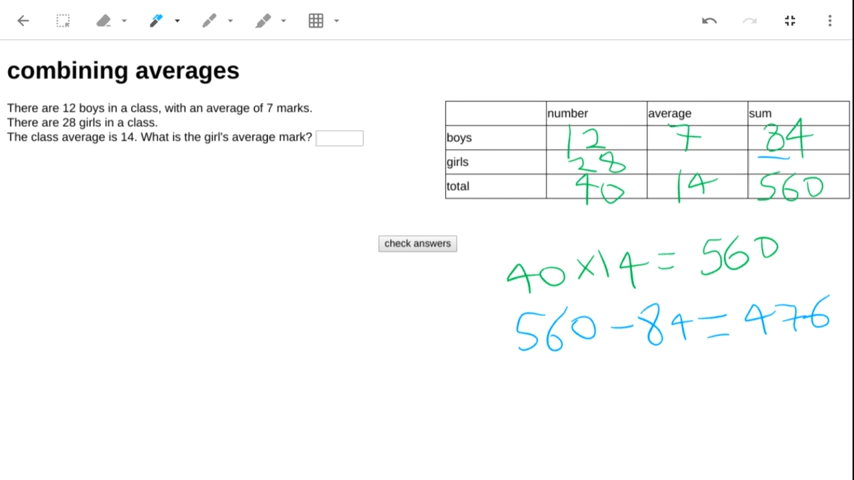 combining averages
There are 12 boys in a class, with an average of 7 marks.
There are 28 girls in a class.
The class average is 14. What is the girl's average mark?
number average sum
boys 12 7 84
girls 28
total 40 14 560
check answers
40×14= 560
560-84=476